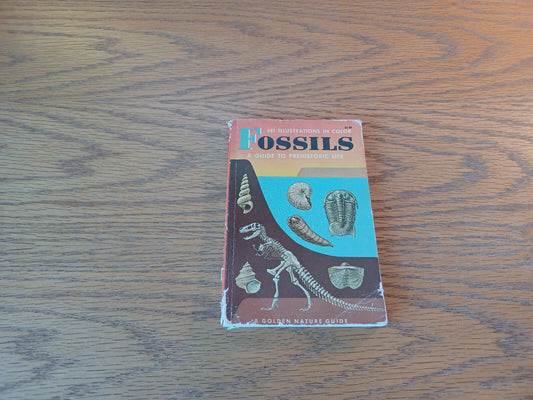 481 ILLUSTRATIONS IN COLOR
FOSSILS
A GUIDE TO PREHISTORIC LIFE
A GOLDEN NATURE GUIDE